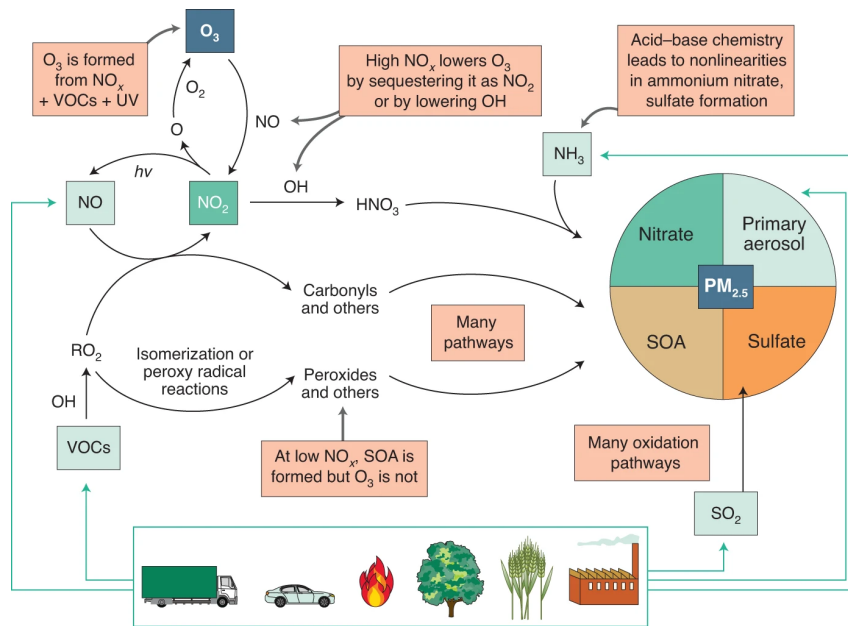 O₃
O₃ is formed
from NOₓ
+ VOCs + UV
High NOₓ lowers O₃
by sequestering it as NO₂
or by lowering OH
Acid–base chemistry
leads to nonlinearities
in ammonium nitrate,
sulfate formation
O₂
O
NO
hv
NH₃
NO
NO₂
OH
HNO₃
Nitrate
Primary
aerosol
PM₂.₅
SOA
Sulfate
Carbonyls
and others
Many
pathways
RO₂
Isomerization or
peroxy radical
reactions
Peroxides
and others
OH
VOCs
At low NOₓ, SOA is
formed but O₃ is not
Many oxidation
pathways
SO₂